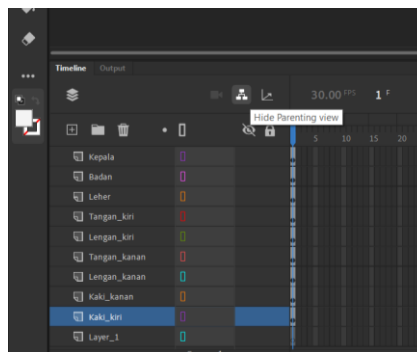 Timeline Output
30.00 FPS 1 F
Hide Parenting view
5 10 15 20
Kepala
Badan
Leher
Tangan_kiri
Lengan_kiri
Tangan_kanan
Lengan_kanan
Kaki_kanan
Kaki_kiri
Layer_1